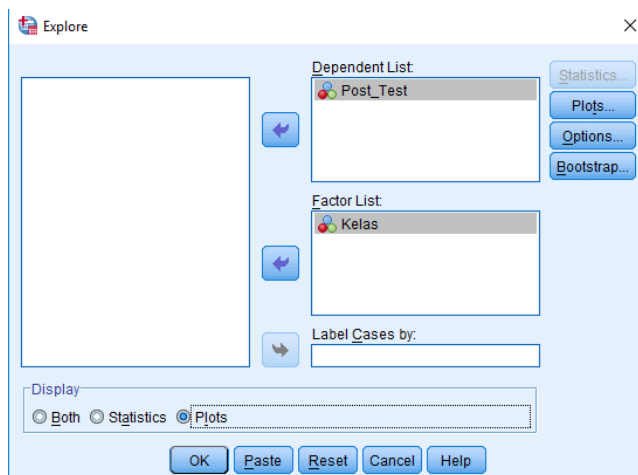 Explore
Dependent List:
Post_Test
Statistics...
Plots...
Options...
Bootstrap...
Factor List:
Kelas
Label Cases by:
Display
Both Statistics Plots
OK Paste Reset Cancel Help